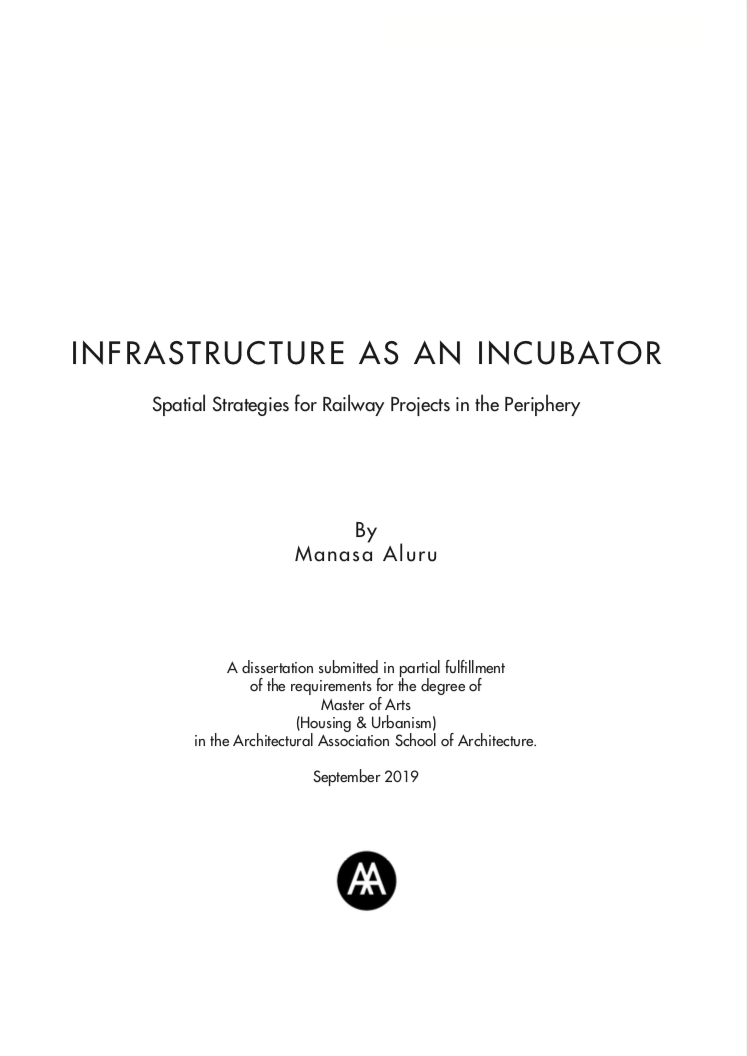 INFRASTRUCTURE AS AN INCUBATOR
Spatial Strategies for Railway Projects in the Periphery
By
Manasa Aluru
A dissertation submitted in partial fulfillment
of the requirements for the degree of
Master of Arts
(Housing & Urbanism)
in the Architectural Association School of Architecture.
September 2019
AA